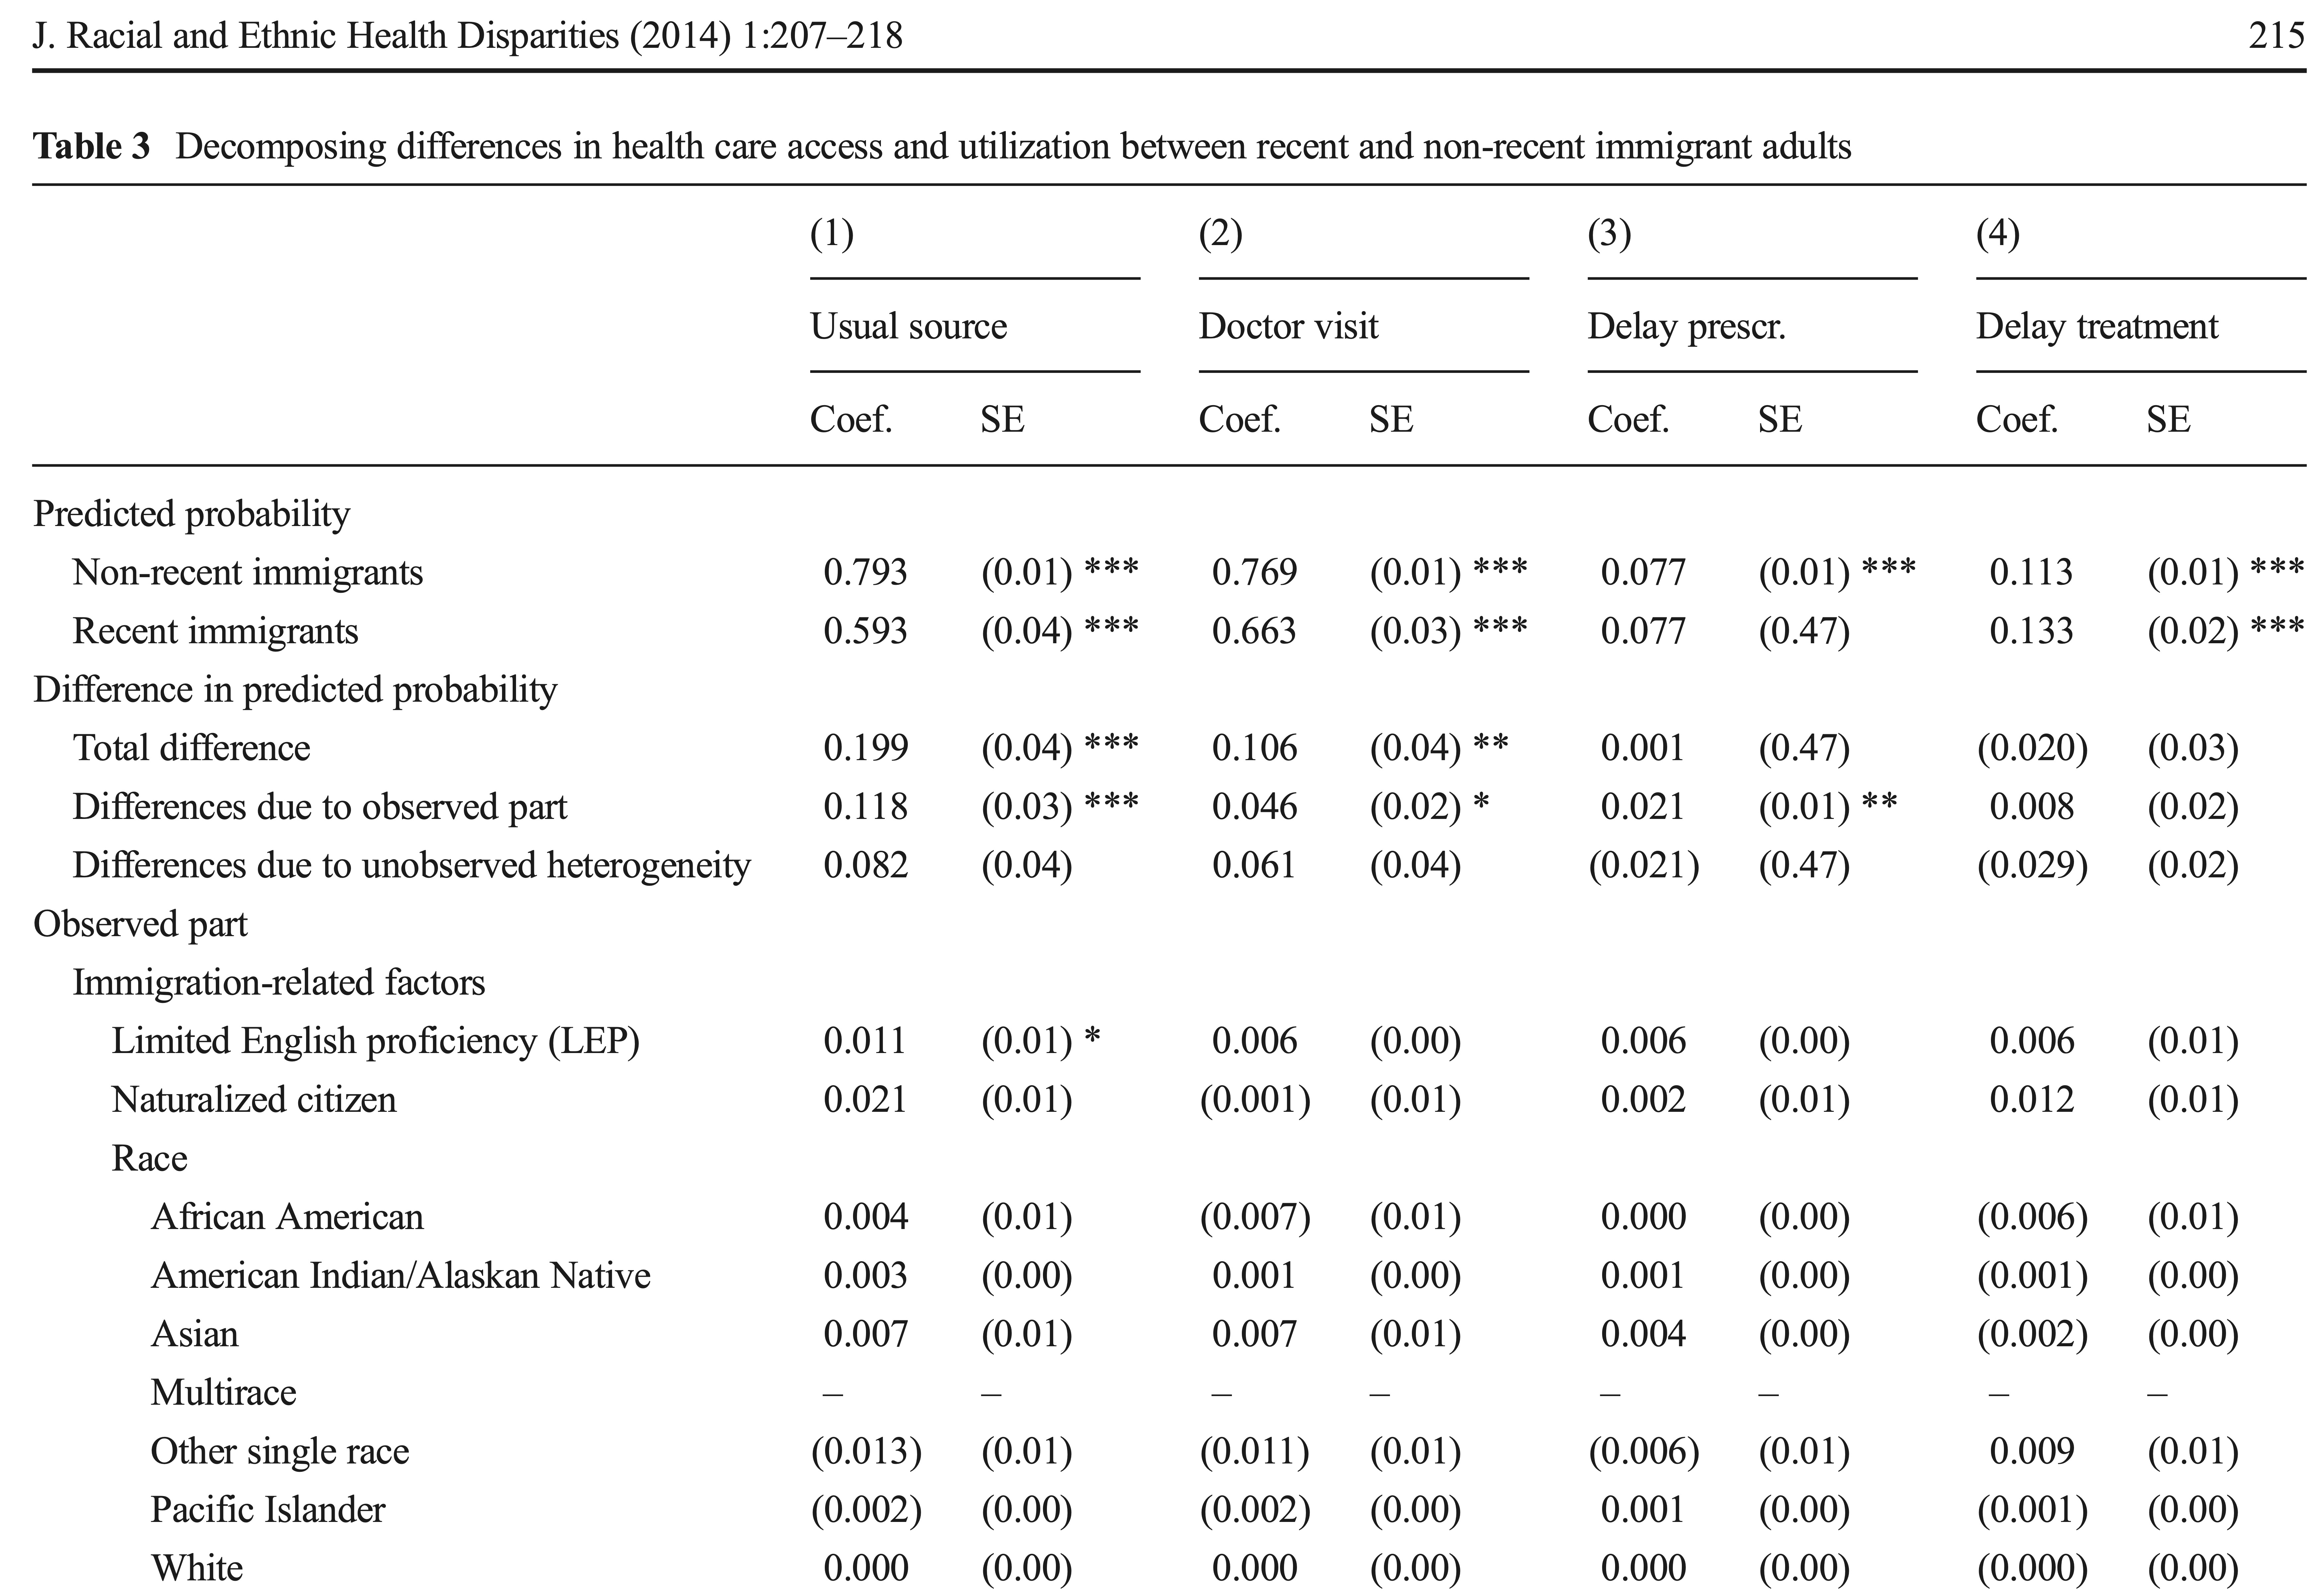 J. Racial and Ethnic Health Disparities (2014) 1:207–218 215
Table 3 Decomposing differences in health care access and utilization between recent and non-recent immigrant adults
(1) (2) (3) (4)
Usual source Doctor visit Delay prescr. Delay treatment
Coef. SE Coef. SE Coef. SE Coef. SE
Predicted probability
Non-recent immigrants 0.793 (0.01) *** 0.769 (0.01) *** 0.077 (0.01) *** 0.113 (0.01) ***
Recent immigrants 0.593 (0.04) *** 0.663 (0.03) *** 0.077 (0.47) 0.133 (0.02) ***
Difference in predicted probability
Total difference 0.199 (0.04) *** 0.106 (0.04) ** 0.001 (0.47) (0.020) (0.03)
Differences due to observed part 0.118 (0.03) *** 0.046 (0.02) * 0.021 (0.01) ** 0.008 (0.02)
Differences due to unobserved heterogeneity 0.082 (0.04) 0.061 (0.04) (0.021) (0.47) (0.029) (0.02)
Observed part
Immigration-related factors
Limited English proficiency (LEP) 0.011 (0.01) * 0.006 (0.00) 0.006 (0.00) 0.006 (0.01)
Naturalized citizen 0.021 (0.01) (0.001) (0.01) 0.002 (0.01) 0.012 (0.01)
Race
African American 0.004 (0.01) (0.007) (0.01) 0.000 (0.00) (0.006) (0.01)
American Indian/Alaskan Native 0.003 (0.00) 0.001 (0.00) 0.001 (0.00) (0.001) (0.00)
Asian 0.007 (0.01) 0.007 (0.01) 0.004 (0.00) (0.002) (0.00)
Multirace – – – – – – – –
Other single race (0.013) (0.01) (0.011) (0.01) (0.006) (0.01) 0.009 (0.01)
Pacific Islander (0.002) (0.00) (0.002) (0.00) 0.001 (0.00) (0.001) (0.00)
White 0.000 (0.00) 0.000 (0.00) 0.000 (0.00) (0.000) (0.00)